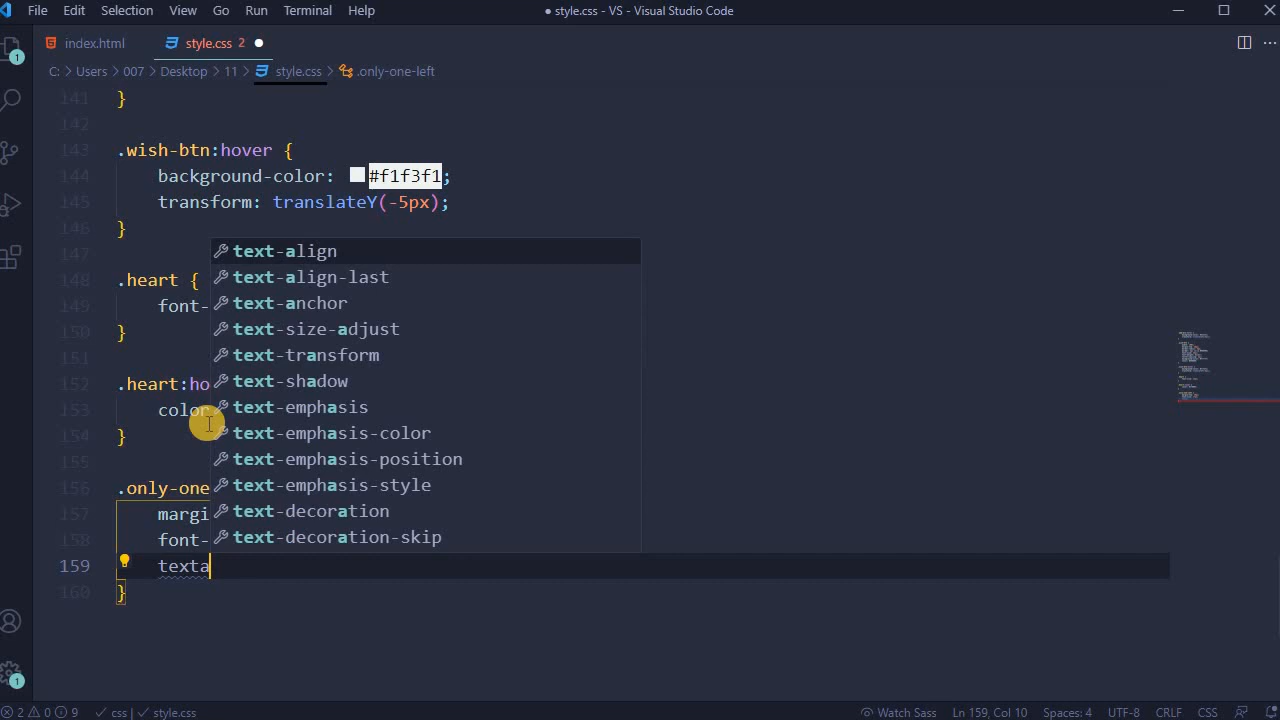 File Edit Selection View Go Run Terminal Help
● style.css - VS - Visual Studio Code
index.html
style.css 2
C: > Users > 007 > Desktop > 11 > style.css > .only-one-left
141 }
142
143 .wish-btn:hover {
144 background-color: #f1f3f1;
145 transform: translateY(-5px);
146 }
147
text-align
148 .heart {
text-align-last
149 font-
text-anchor
150 }
text-size-adjust
151
text-transform
152 .heart:ho
text-shadow
153 color
text-emphasis
154 }
text-emphasis-color
155
text-emphasis-position
156 .only-one
text-emphasis-style
157 margi
text-decoration
158 font-
text-decoration-skip
159 texta
160 }
1
1
2 0 9 ✓ css | ✓ style.css
Watch Sass Ln 159, Col 10 Spaces: 4 UTF-8 CRLF CSS